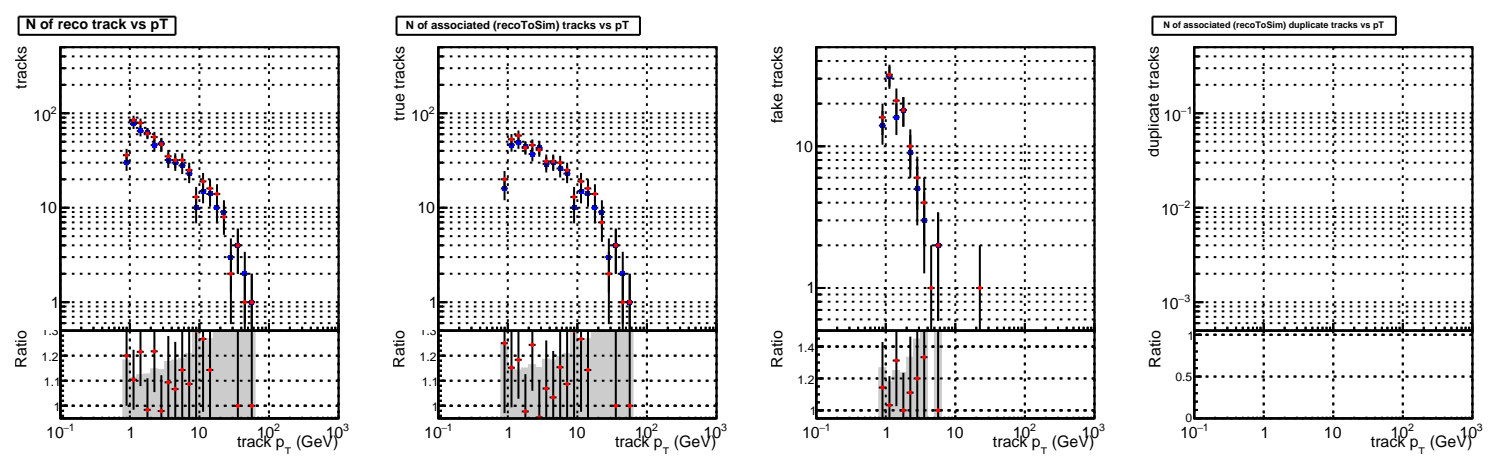 N of reco track vs pT
N of associated (recoToSim) tracks vs pT
N of associated (recoToSim) duplicate tracks vs pT
tracks
10²
10
1
Ratio
1.3
1.2
1.1
1
10⁻¹ 1 10 10² 10³
track p_T (GeV)
true tracks
10²
10
1
Ratio
1.3
1.2
1.1
1
10⁻¹ 1 10 10² 10³
track p_T (GeV)
fake tracks
10
1
Ratio
1.4
1.2
1
10⁻¹ 1 10 10² 10³
track p_T (GeV)
duplicate tracks
10⁻¹
10⁻²
10⁻³
Ratio
1
0.5
0
10⁻¹ 1 10 10² 10³
track p_T (GeV)